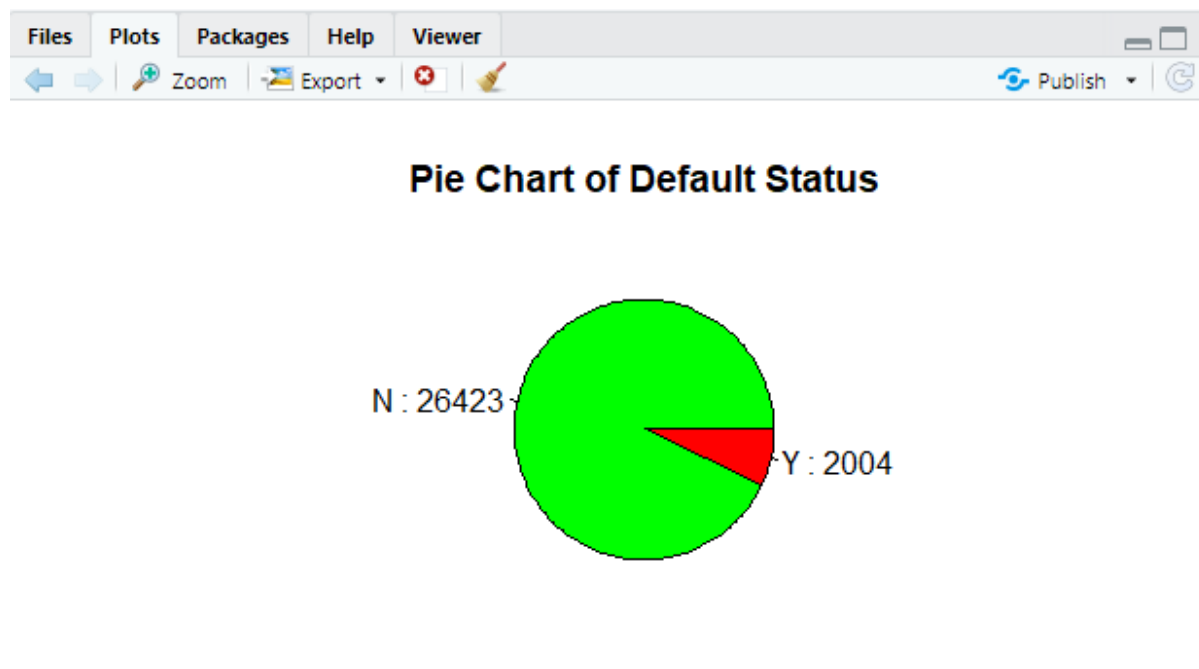 Files Plots Packages Help Viewer
Zoom Export Publish
Pie Chart of Default Status
N : 26423
Y : 2004